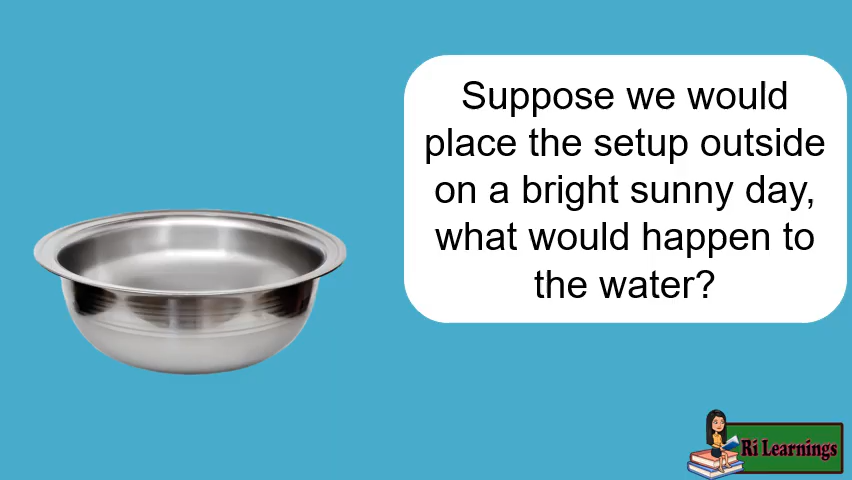 Suppose we would
place the setup outside
on a bright sunny day,
what would happen to
the water?
Ri Learnings